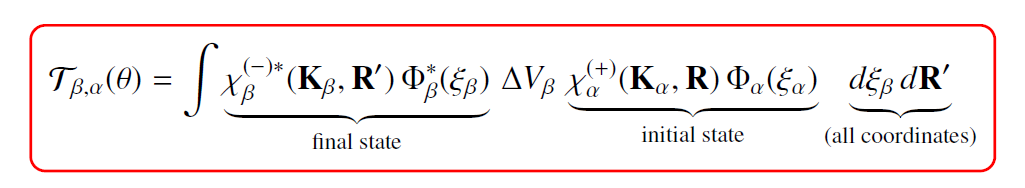 𝒯_{β,α}(θ) = ∫ χ_β^{(−)*}(𝐊_β, 𝐑′) Φ_β^*(ξ_β) ΔV_β χ_α^{(+)}(𝐊_α, 𝐑) Φ_α(ξ_α) dξ_β d𝐑′
final state initial state (all coordinates)